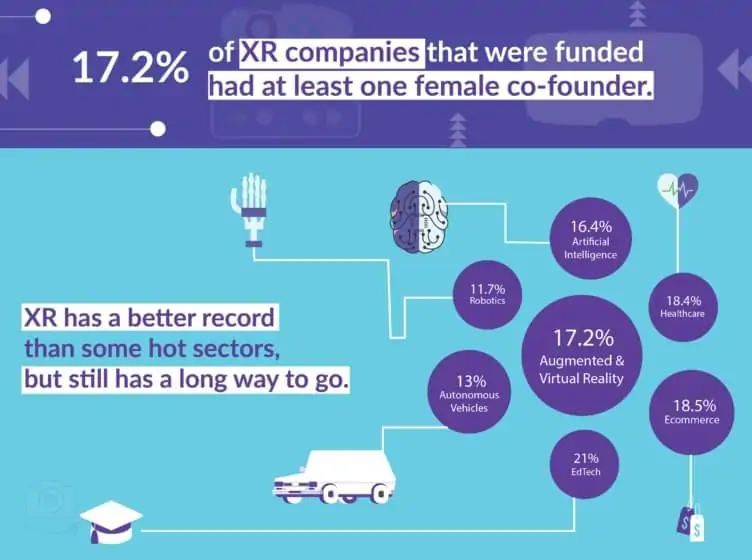 17.2%
of XR companies that were funded
had at least one female co-founder.
16.4%
Artificial
Intelligence
11.7%
Robotics
18.4%
Healthcare
XR has a better record
than some hot sectors,
but still has a long way to go.
17.2%
Augmented &
Virtual Reality
13%
Autonomous
Vehicles
18.5%
Ecommerce
21%
EdTech
$
$